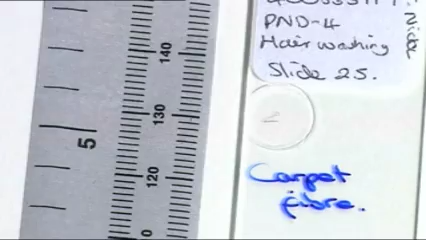 PND-4
Hair washing
Slide 25.
Carpet
fibre.
140
130
120
5